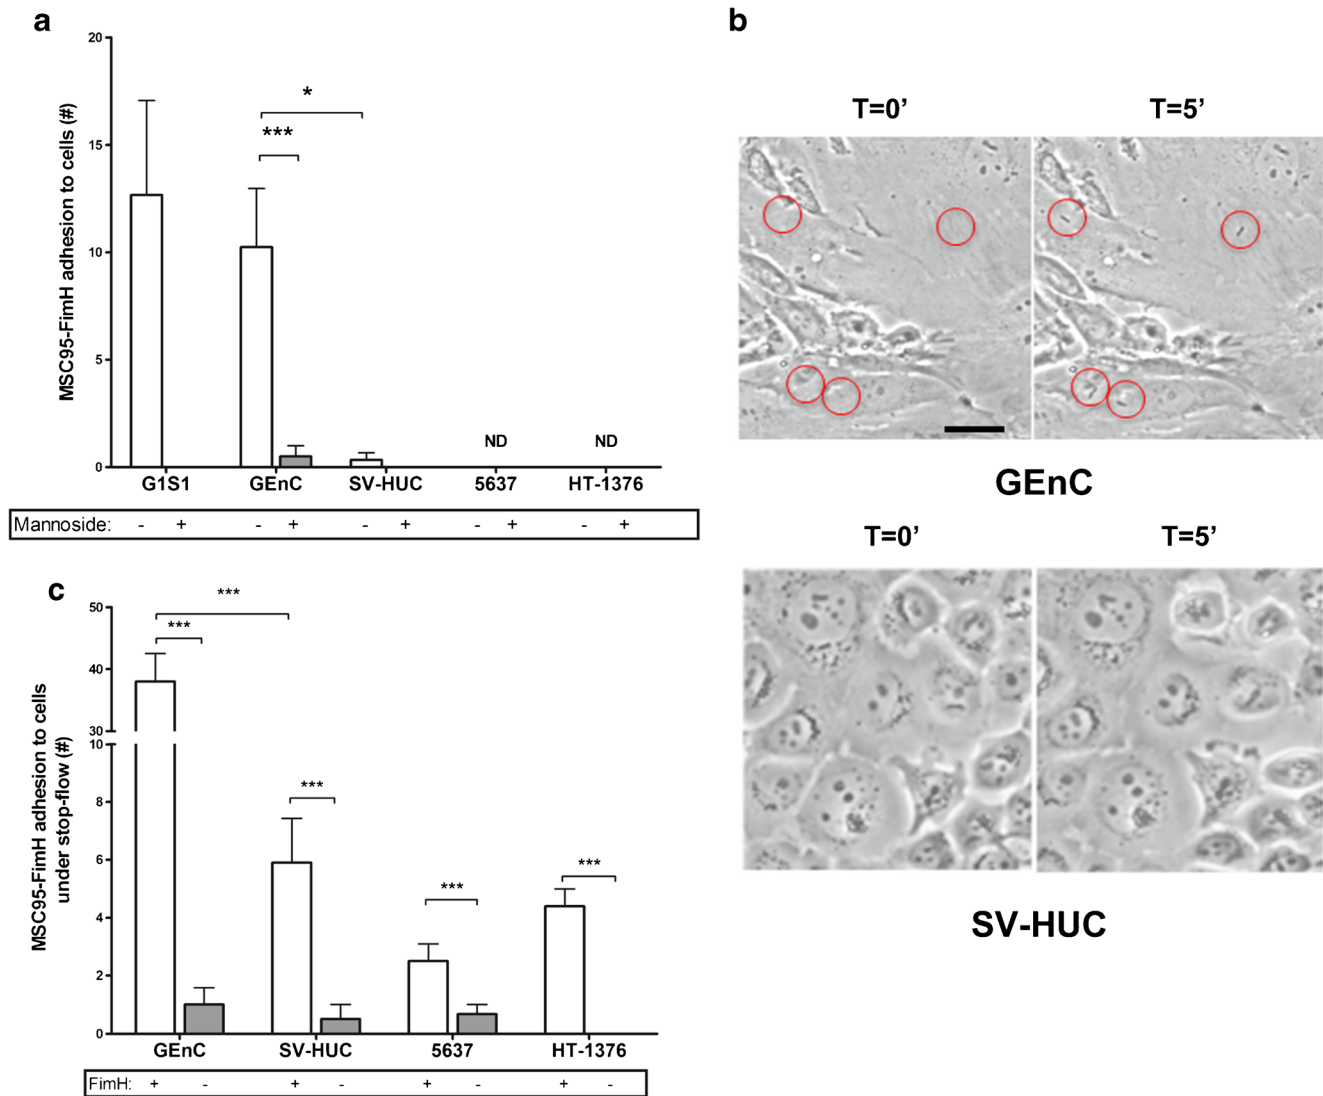 a
MSC95-FimH adhesion to cells (#)
20
15
10
5
0
*
***
ND
ND
G1S1
GEnC
SV-HUC
5637
HT-1376
Mannoside: - + - + - + - + - +
b
T=0’
T=5’
GEnC
T=0’
T=5’
SV-HUC
c
MSC95-FimH adhesion to cells
under stop-flow (#)
50
40
30
10
8
6
4
2
0
***
***
***
***
***
GEnC
SV-HUC
5637
HT-1376
FimH: + - + - + - + -